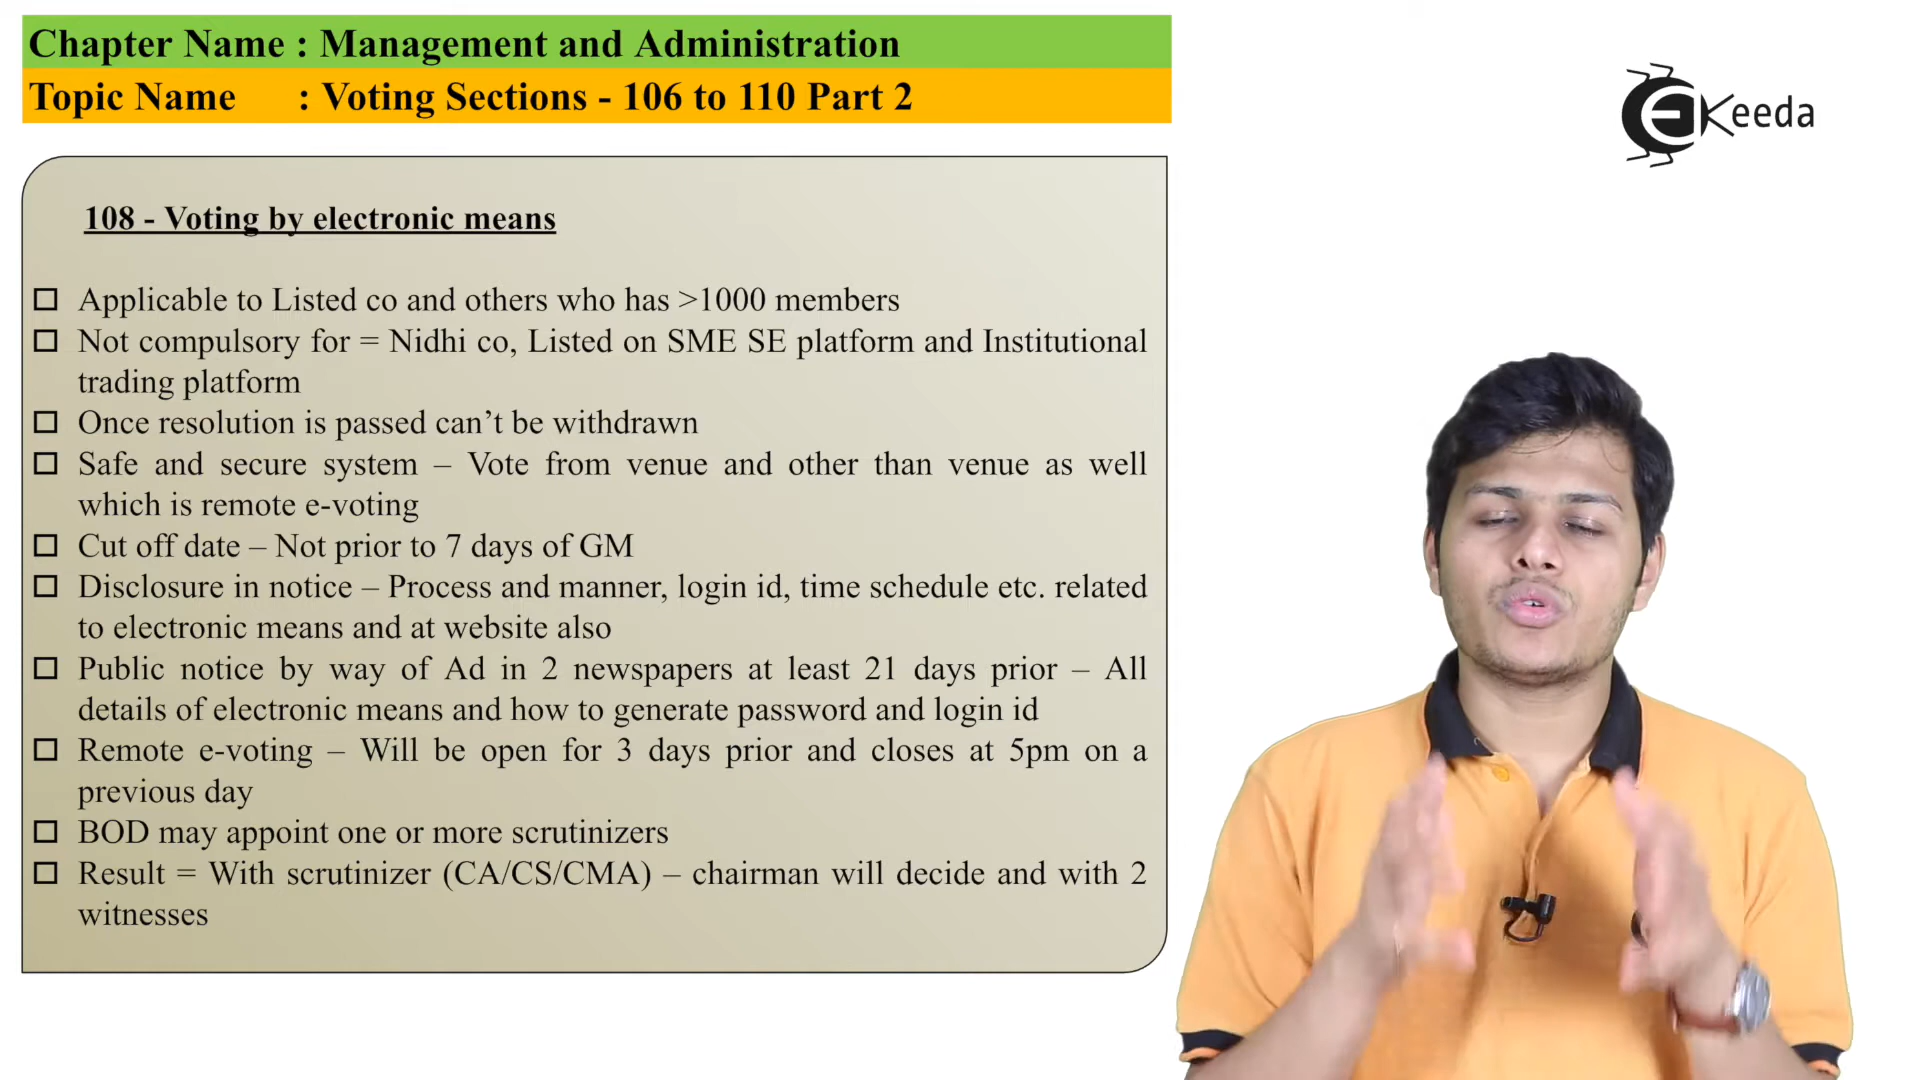 Chapter Name : Management and Administration
Topic Name : Voting Sections - 106 to 110 Part 2
Keeda
108 - Voting by electronic means
Applicable to Listed co and others who has >1000 members
Not compulsory for = Nidhi co, Listed on SME SE platform and Institutional
trading platform
Once resolution is passed can’t be withdrawn
Safe and secure system – Vote from venue and other than venue as well
which is remote e-voting
Cut off date – Not prior to 7 days of GM
Disclosure in notice – Process and manner, login id, time schedule etc. related
to electronic means and at website also
Public notice by way of Ad in 2 newspapers at least 21 days prior – All
details of electronic means and how to generate password and login id
Remote e-voting – Will be open for 3 days prior and closes at 5pm on a
previous day
BOD may appoint one or more scrutinizers
Result = With scrutinizer (CA/CS/CMA) – chairman will decide and with 2
witnesses